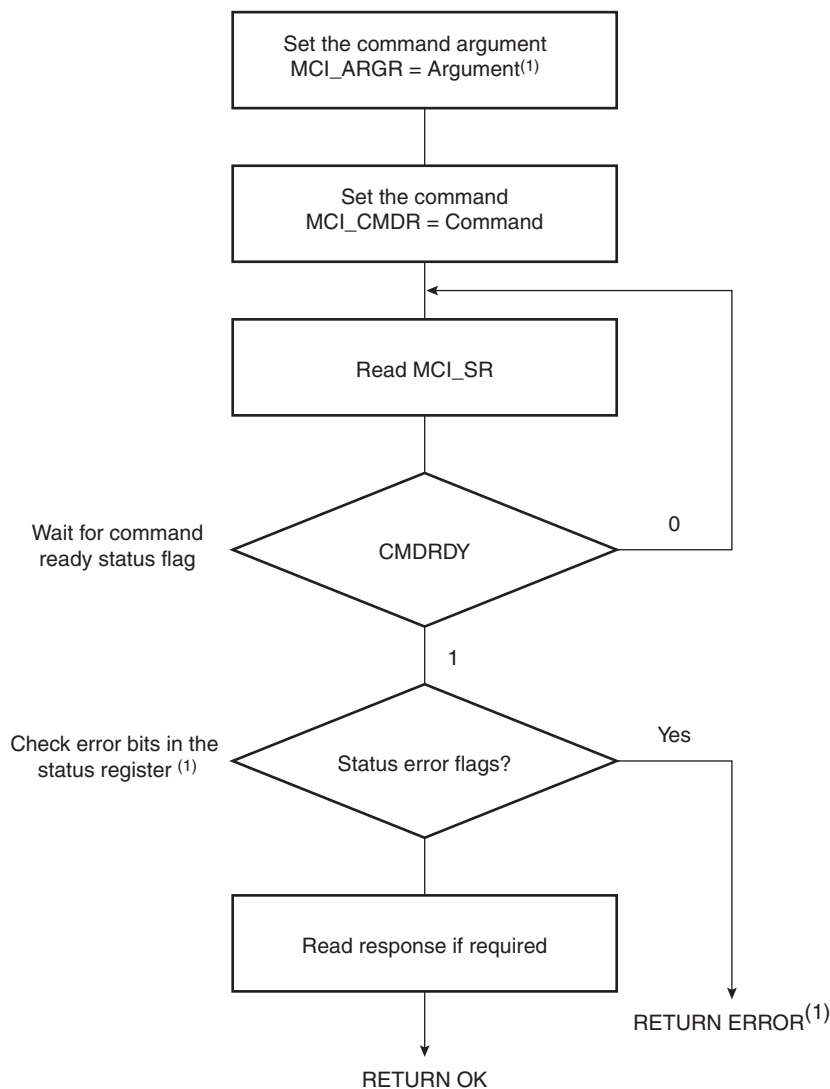 Set the command argument
MCI_ARGR = Argument(1)
Set the command
MCI_CMDR = Command
Read MCI_SR
Wait for command
ready status flag
CMDRDY
0
1
Check error bits in the
status register (1)
Status error flags?
Yes
Read response if required
RETURN ERROR(1)
RETURN OK